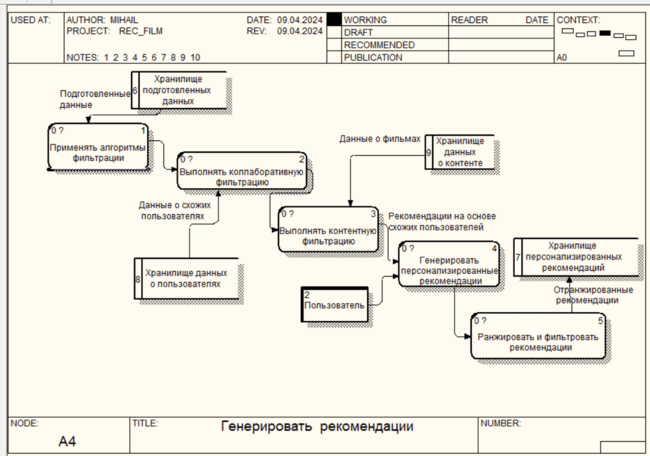 USED AT:
AUTHOR: MIHAIL
DATE: 09.04.2024
WORKING
READER
DATE
CONTEXT:
PROJECT: REC_FILM
REV: 09.04.2024
DRAFT
RECOMMENDED
NOTES: 1 2 3 4 5 6 7 8 9 10
PUBLICATION
A0
6
Хранилище
подготовленных
данных
Подготовленные
данные
0 ?
1
Применять алгоритмы
фильтрации
0 ?
2
Выполнять коллаборативную
фильтрацию
Данные о фильмах
9
Хранилище
данных
о контенте
Данные о схожих
пользователях
0 ?
3
Выполнять контентную
фильтрацию
Рекомендации на основе
схожих пользователей
8
Хранилище данных
о пользователях
0 ?
4
Генерировать
персонализированные
рекомендации
7
Хранилище
персонализированных
рекомендаций
2
Пользователь
Отранжированные
рекомендации
0 ?
5
Ранжировать и фильтровать
рекомендации
NODE:
A4
TITLE:
Генерировать рекомендации
NUMBER: